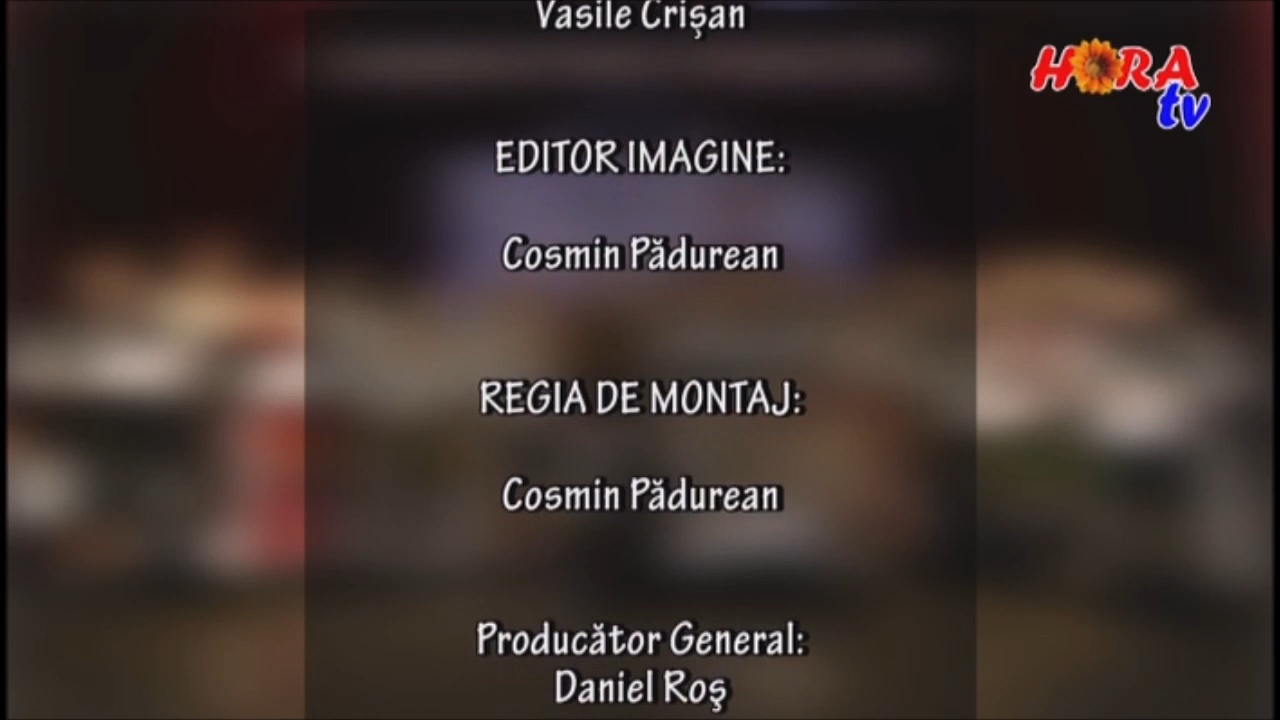 Vasile Crişan
HORA
tv
EDITOR IMAGINE:
Cosmin Pădurean
REGIA DE MONTAJ:
Cosmin Pădurean
Producător General:
Daniel Roş